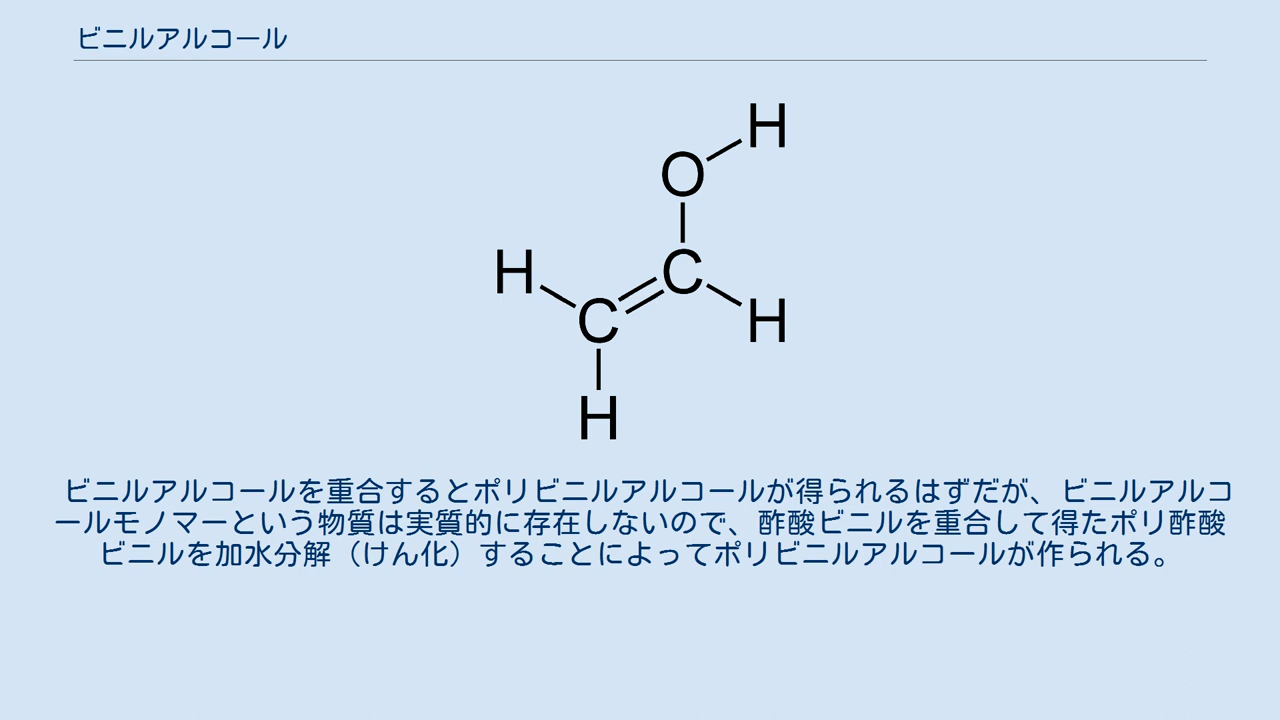 ビニルアルコール
H
O
H
C
H
C
H
ビニルアルコールを重合するとポリビニルアルコールが得られるはずだが、ビニルアルコ
ールモノマーという物質は実質的に存在しないので、酢酸ビニルを重合して得たポリ酢酸
ビニルを加水分解（けん化）することによってポリビニルアルコールが作られる。